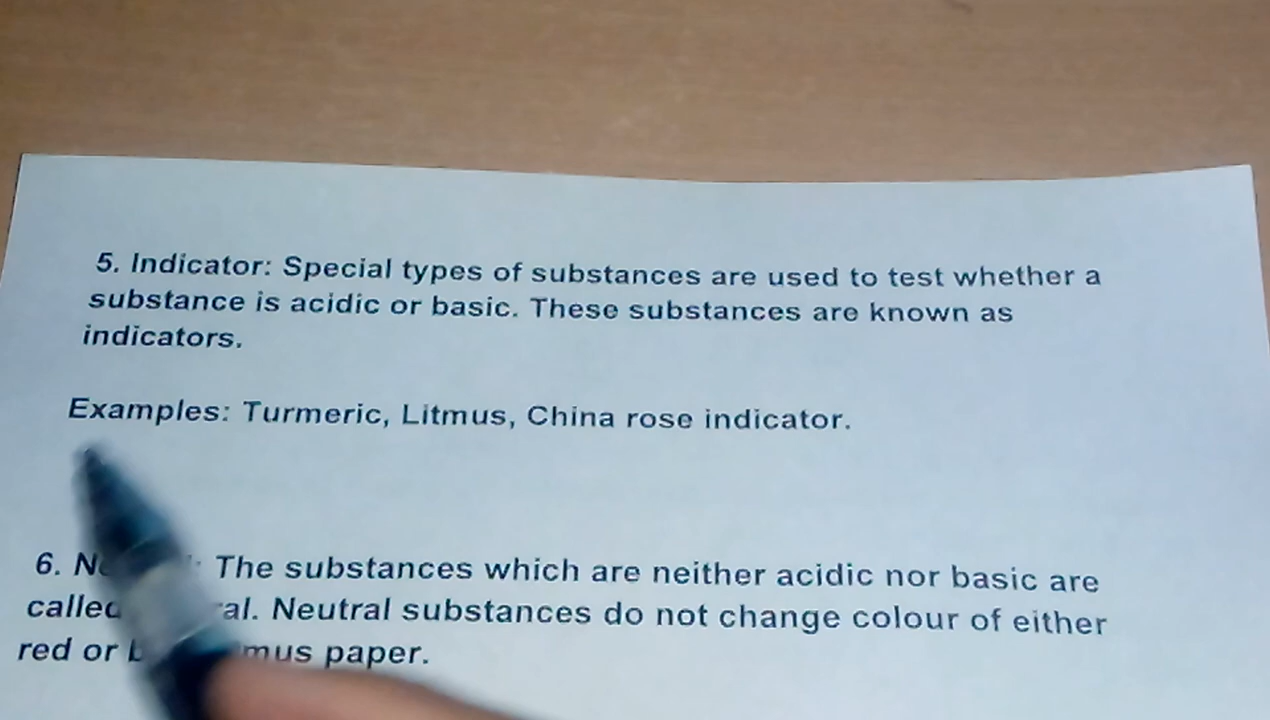 5. Indicator: Special types of substances are used to test whether a
substance is acidic or basic. These substances are known as
indicators.
Examples: Turmeric, Litmus, China rose indicator.
6. The substances which are neither acidic nor basic are
Neutral substances do not change colour of either
red or paper.